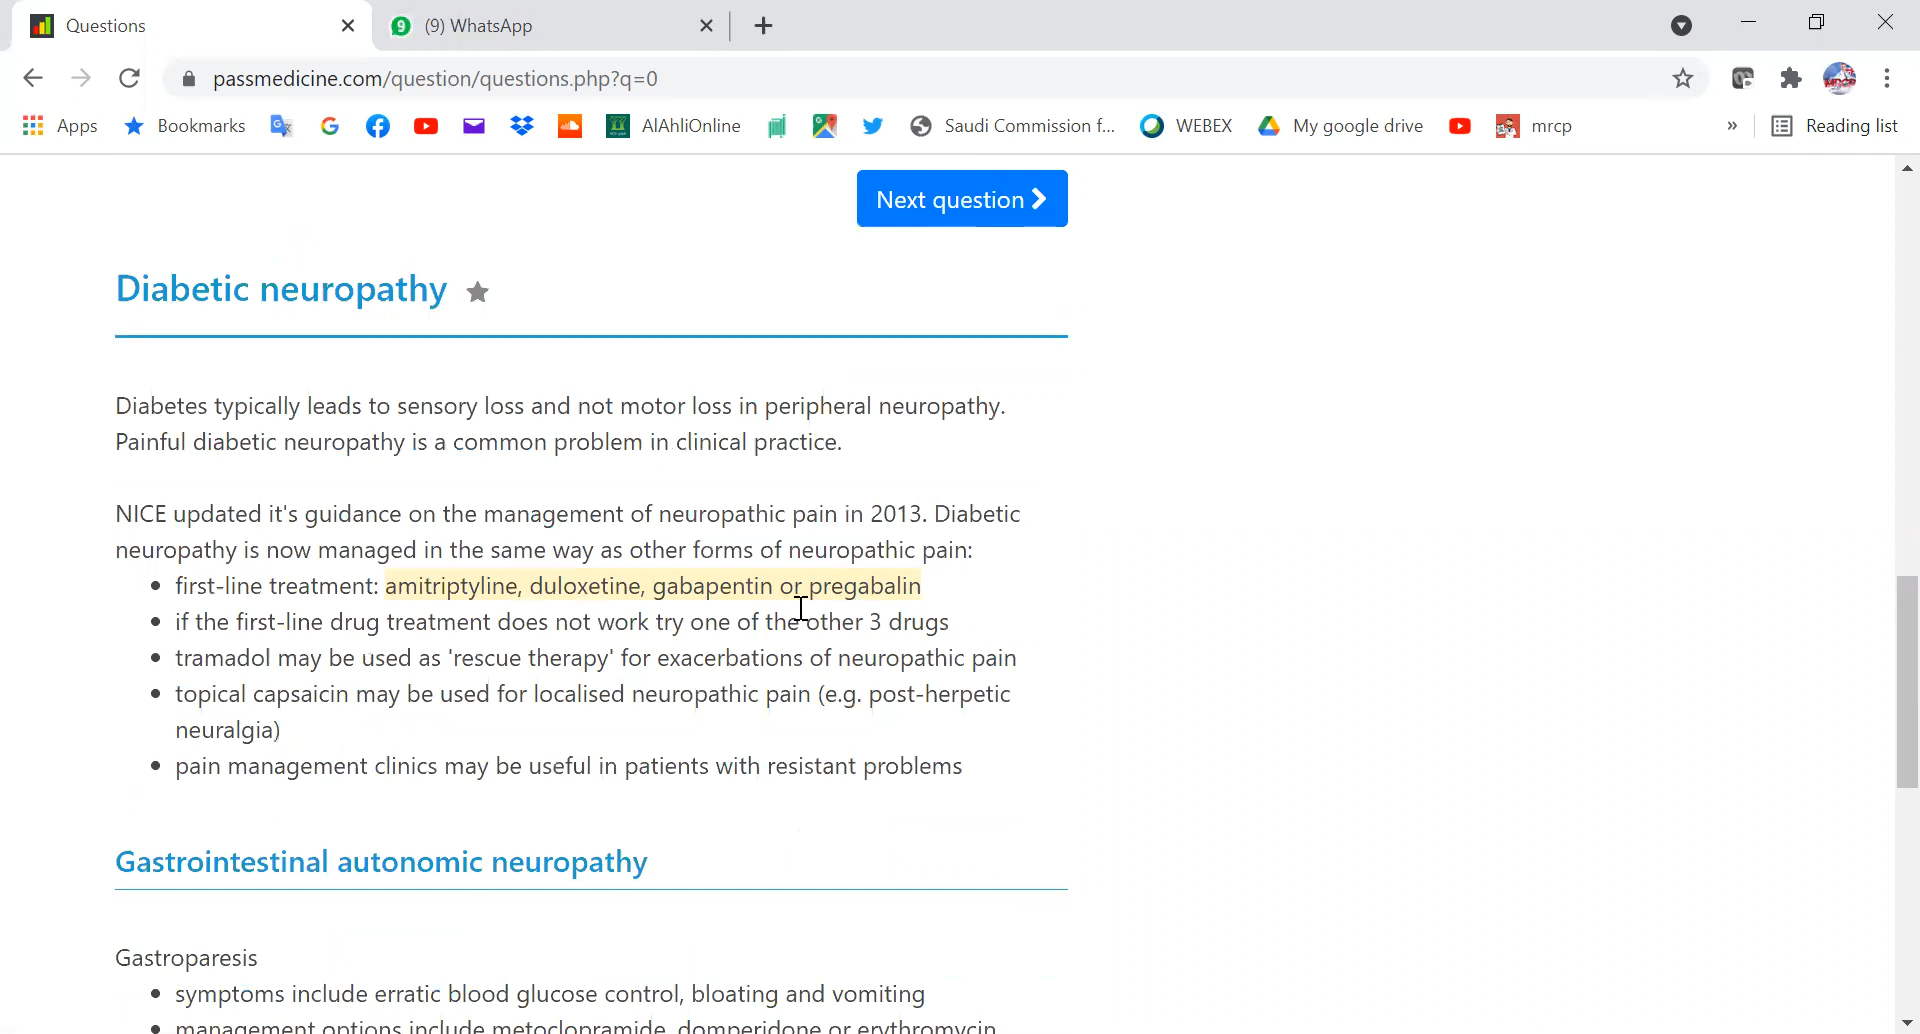 Questions
9 (9) WhatsApp
passmedicine.com/question/questions.php?q=0
Apps Bookmarks AlAhliOnline Saudi Commission f... WEBEX My google drive mrcp » Reading list
Next question
Diabetic neuropathy
Diabetes typically leads to sensory loss and not motor loss in peripheral neuropathy.
Painful diabetic neuropathy is a common problem in clinical practice.
NICE updated it's guidance on the management of neuropathic pain in 2013. Diabetic
neuropathy is now managed in the same way as other forms of neuropathic pain:
• first-line treatment: amitriptyline, duloxetine, gabapentin or pregabalin
• if the first-line drug treatment does not work try one of the other 3 drugs
• tramadol may be used as 'rescue therapy' for exacerbations of neuropathic pain
• topical capsaicin may be used for localised neuropathic pain (e.g. post-herpetic
neuralgia)
• pain management clinics may be useful in patients with resistant problems
Gastrointestinal autonomic neuropathy
Gastroparesis
• symptoms include erratic blood glucose control, bloating and vomiting
• management options include metoclopramide, domperidone or erythromycin